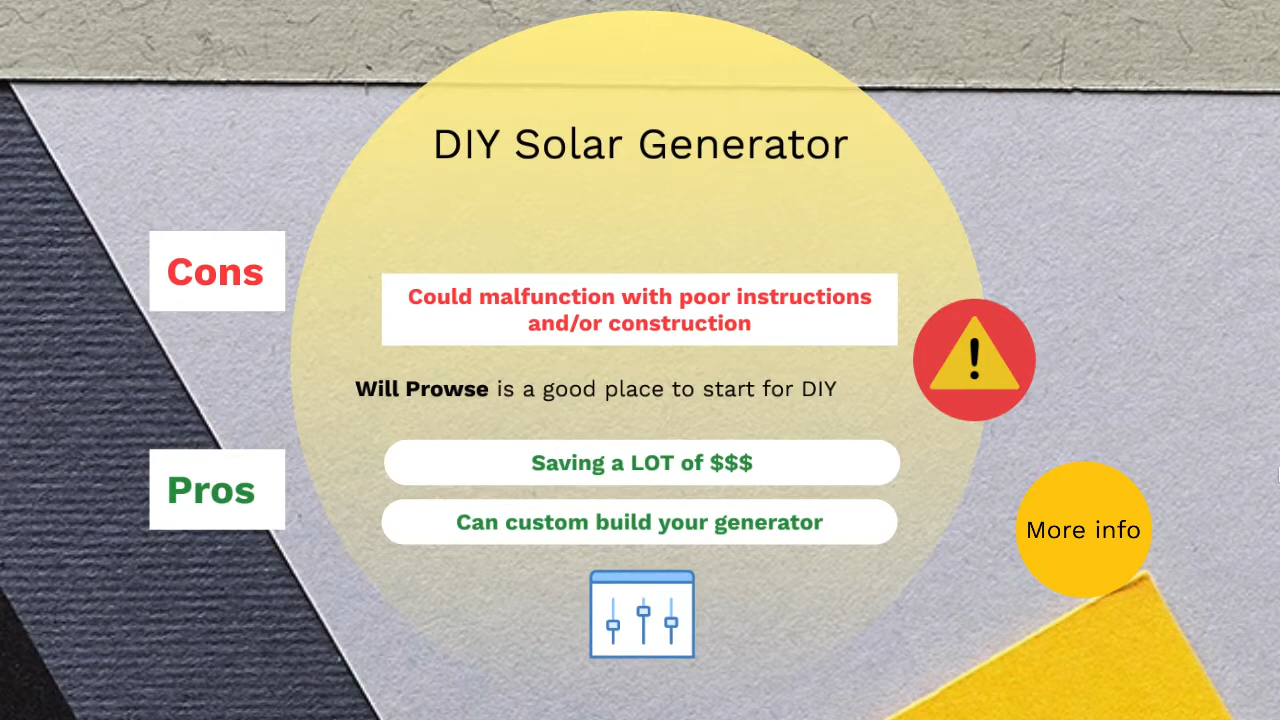 DIY Solar Generator
Cons
Could malfunction with poor instructions
and/or construction
!
Will Prowse is a good place to start for DIY
Pros
Saving a LOT of $$$
Can custom build your generator
More info